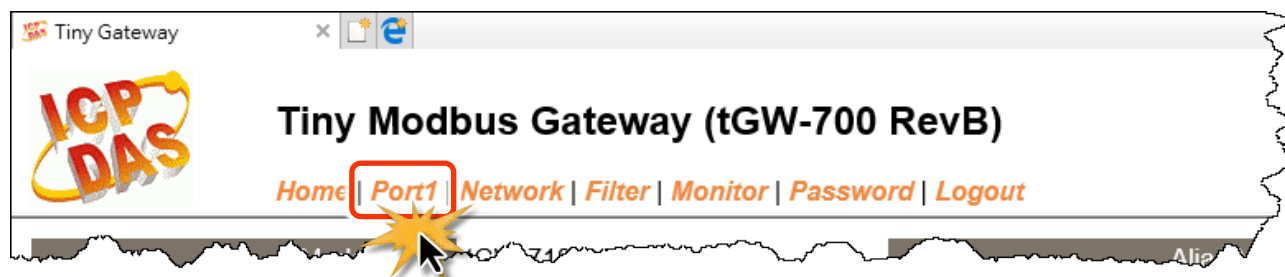 Tiny Gateway
ICP
DAS
Tiny Modbus Gateway (tGW-700 RevB)
Home | Port1 | Network | Filter | Monitor | Password | Logout